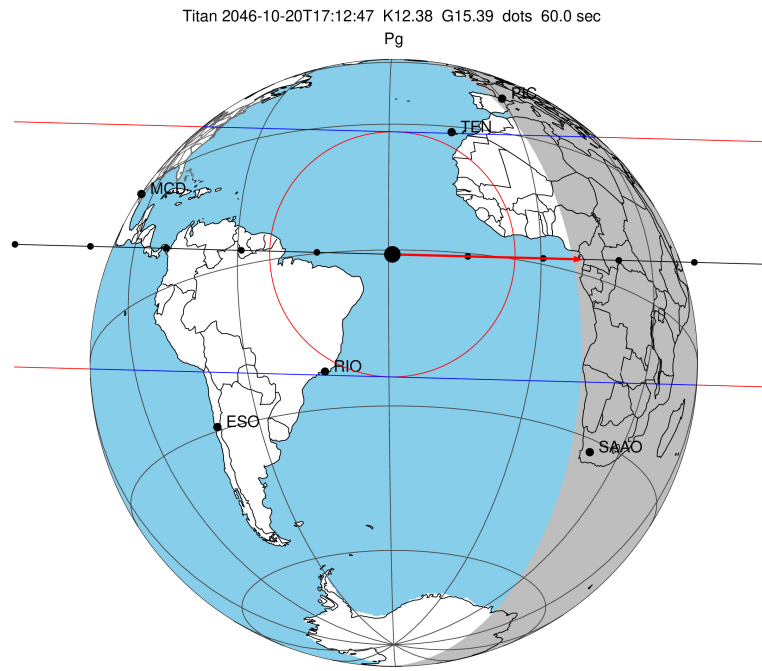 Titan 2046-10-20T17:12:47 K12.38 G15.39 dots 60.0 sec
Pg
PIC
TEN
MCD
RIO
ESO
SAAO